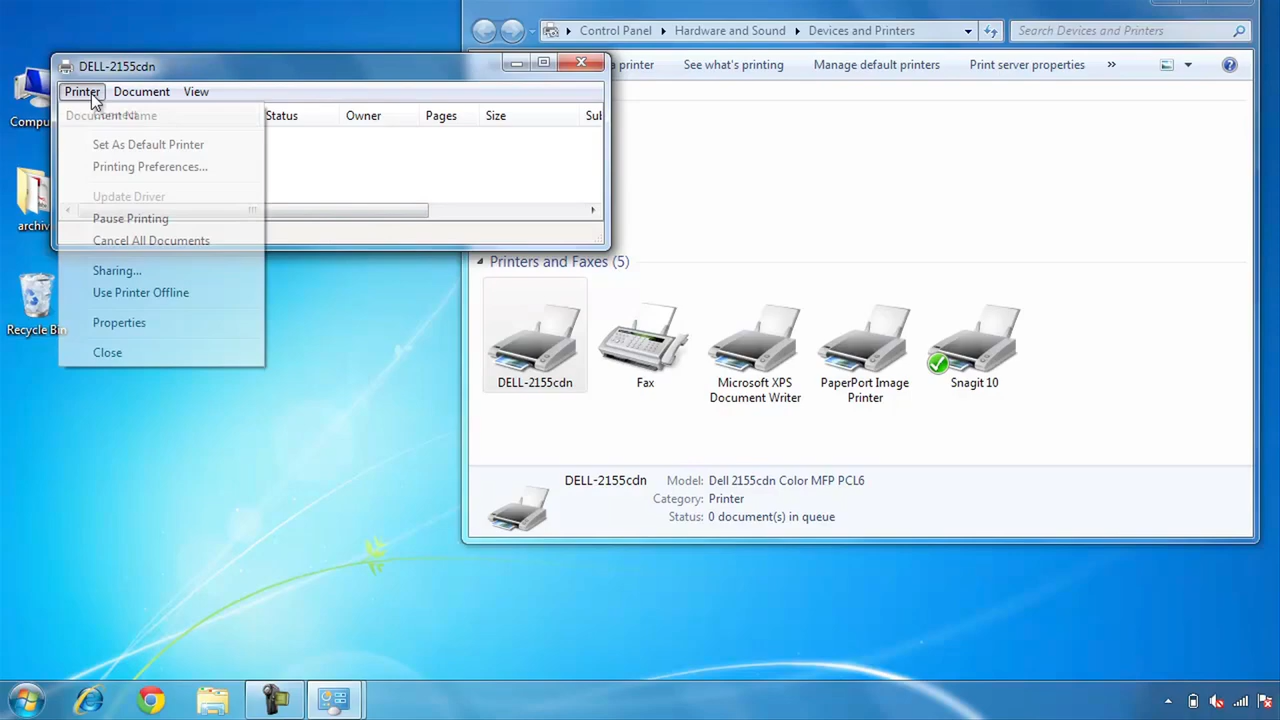 Control Panel Hardware and Sound Devices and Printers Search Devices and Printers
DELL-2155cdn
a printer See what's printing Manage default printers Print server properties »
Printer Document View
Document Name Status Owner Pages Size Sub
Connect
Set As Default Printer
Printing Preferences...
Update Driver
Pause Printing
Cancel All Documents
Sharing...
Use Printer Offline
Properties
Close
Compu
archiv
Recycle Bin
Printers and Faxes (5)
DELL-2155cdn
Fax
Microsoft XPS
Document Writer
PaperPort Image
Printer
Snagit 10
DELL-2155cdn Model: Dell 2155cdn Color MFP PCL6
Category: Printer
Status: 0 document(s) in queue